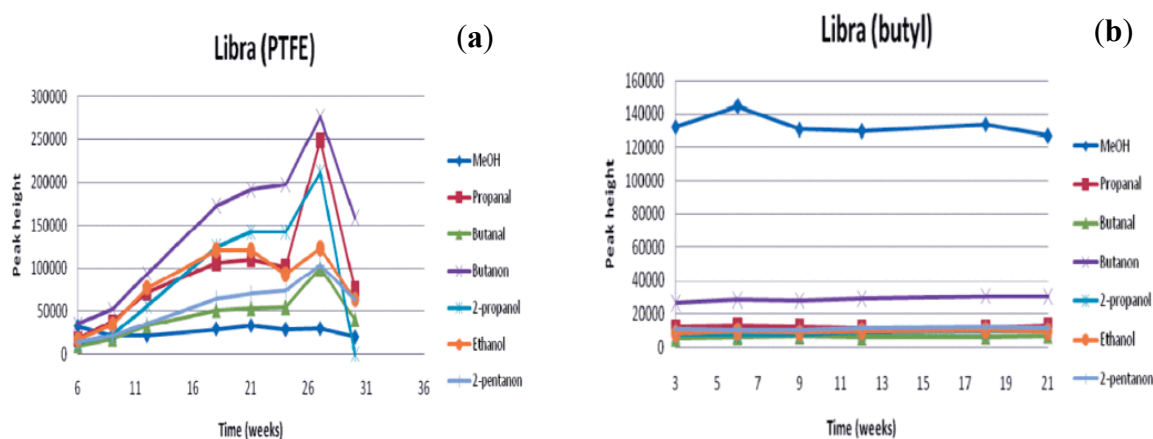 Libra (PTFE)
(a)
300000
250000
200000
150000
100000
50000
0
Peak height
6 11 16 21 26 31 36
Time (weeks)
MeOH
Propanal
Butanal
Butanon
2-propanol
Ethanol
2-pentanon
Libra (butyl)
(b)
160000
140000
120000
100000
80000
60000
40000
20000
0
Peak height
3 5 7 9 11 13 15 17 19 21
Time (weeks)
MeOH
Propanal
Butanal
Butanon
2-propanol
Ethanol
2-pentanon